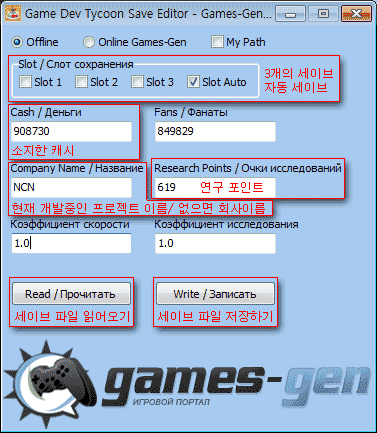 Game Dev Tycoon Save Editor - Games-Gen...
Offline
Online Games-Gen
My Path
Slot / Слот сохранения
Slot 1
Slot 2
Slot 3
Slot Auto
3개의 세이브
자동 세이브
Cash / Деньги
Fans / Фанаты
908730
849829
소지한 캐시
Company Name / Название
Research Points / Очки исследований
NCN
619
연구 포인트
현재 개발중인 프로젝트 이름/ 없으면 회사이름
Коэффициент скорости
Коэффициент исследования
1.0
1.0
Read / Прочитать
Write / Записать
세이브 파일 읽어오기
세이브 파일 저장하기
games-gen
ИГРОВОЙ ПОРТАЛ